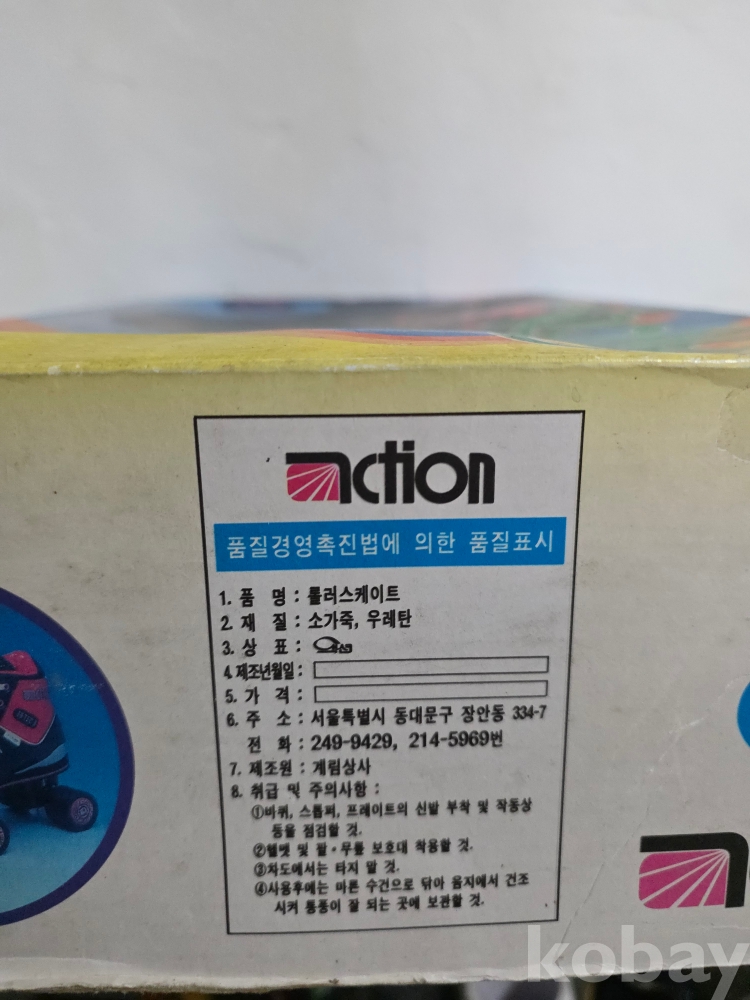 action
품질경영촉진법에 의한 품질표시
1. 품 명 : 롤러스케이트
2. 재 질 : 소가죽, 우레탄
3. 상 표 :
4. 제조년월일 :
5. 가 격 :
6. 주 소 : 서울특별시 동대문구 장안동 334-7
전 화 : 249-9429, 214-5969번
7. 제조원 : 계림상사
8. 취급 및 주의사항 :
①바퀴, 스톱퍼, 프레이트의 신발 부착 및 작동상
등을 점검할 것.
②헬멧 및 팔·무릎 보호대 착용할 것.
③차도에서는 타지 말 것.
④사용후에는 마른 수건으로 닦아 음지에서 건조
시켜 통풍이 잘 되는 곳에 보관할 것.
kobay